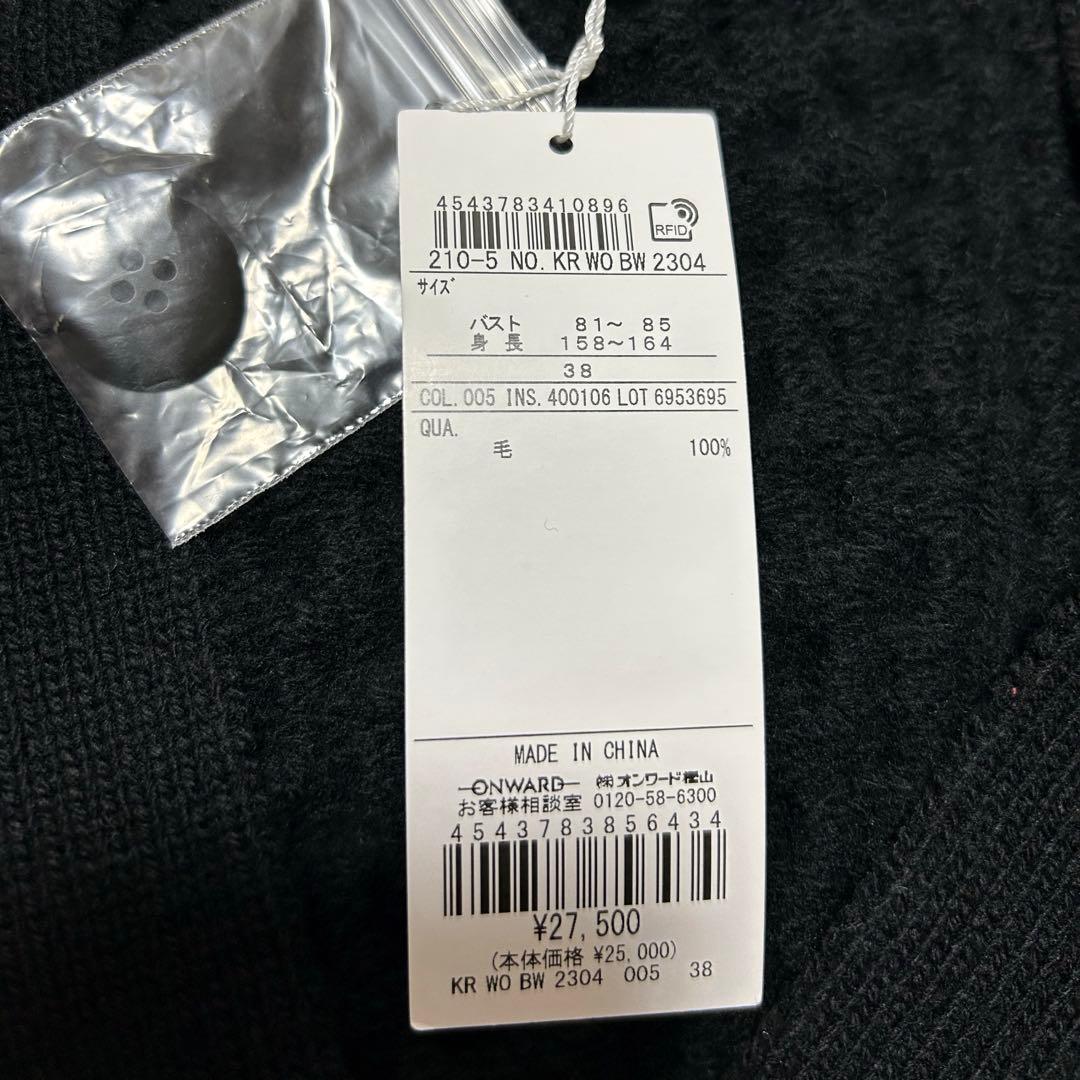 4543783410896
RFID
210-5 NO. KR WO BW 2304
サイズ
バスト 81～ 85
身長 158～164
38
COL. 005 INS. 400106 LOT 6953695
QUA.
毛 100%
MADE IN CHINA
ONWARD ㈱オンワード樫山
お客様相談室 0120-58-6300
4543783856434
¥27,500
(本体価格 ¥25,000)
KR WO BW 2304 005 38